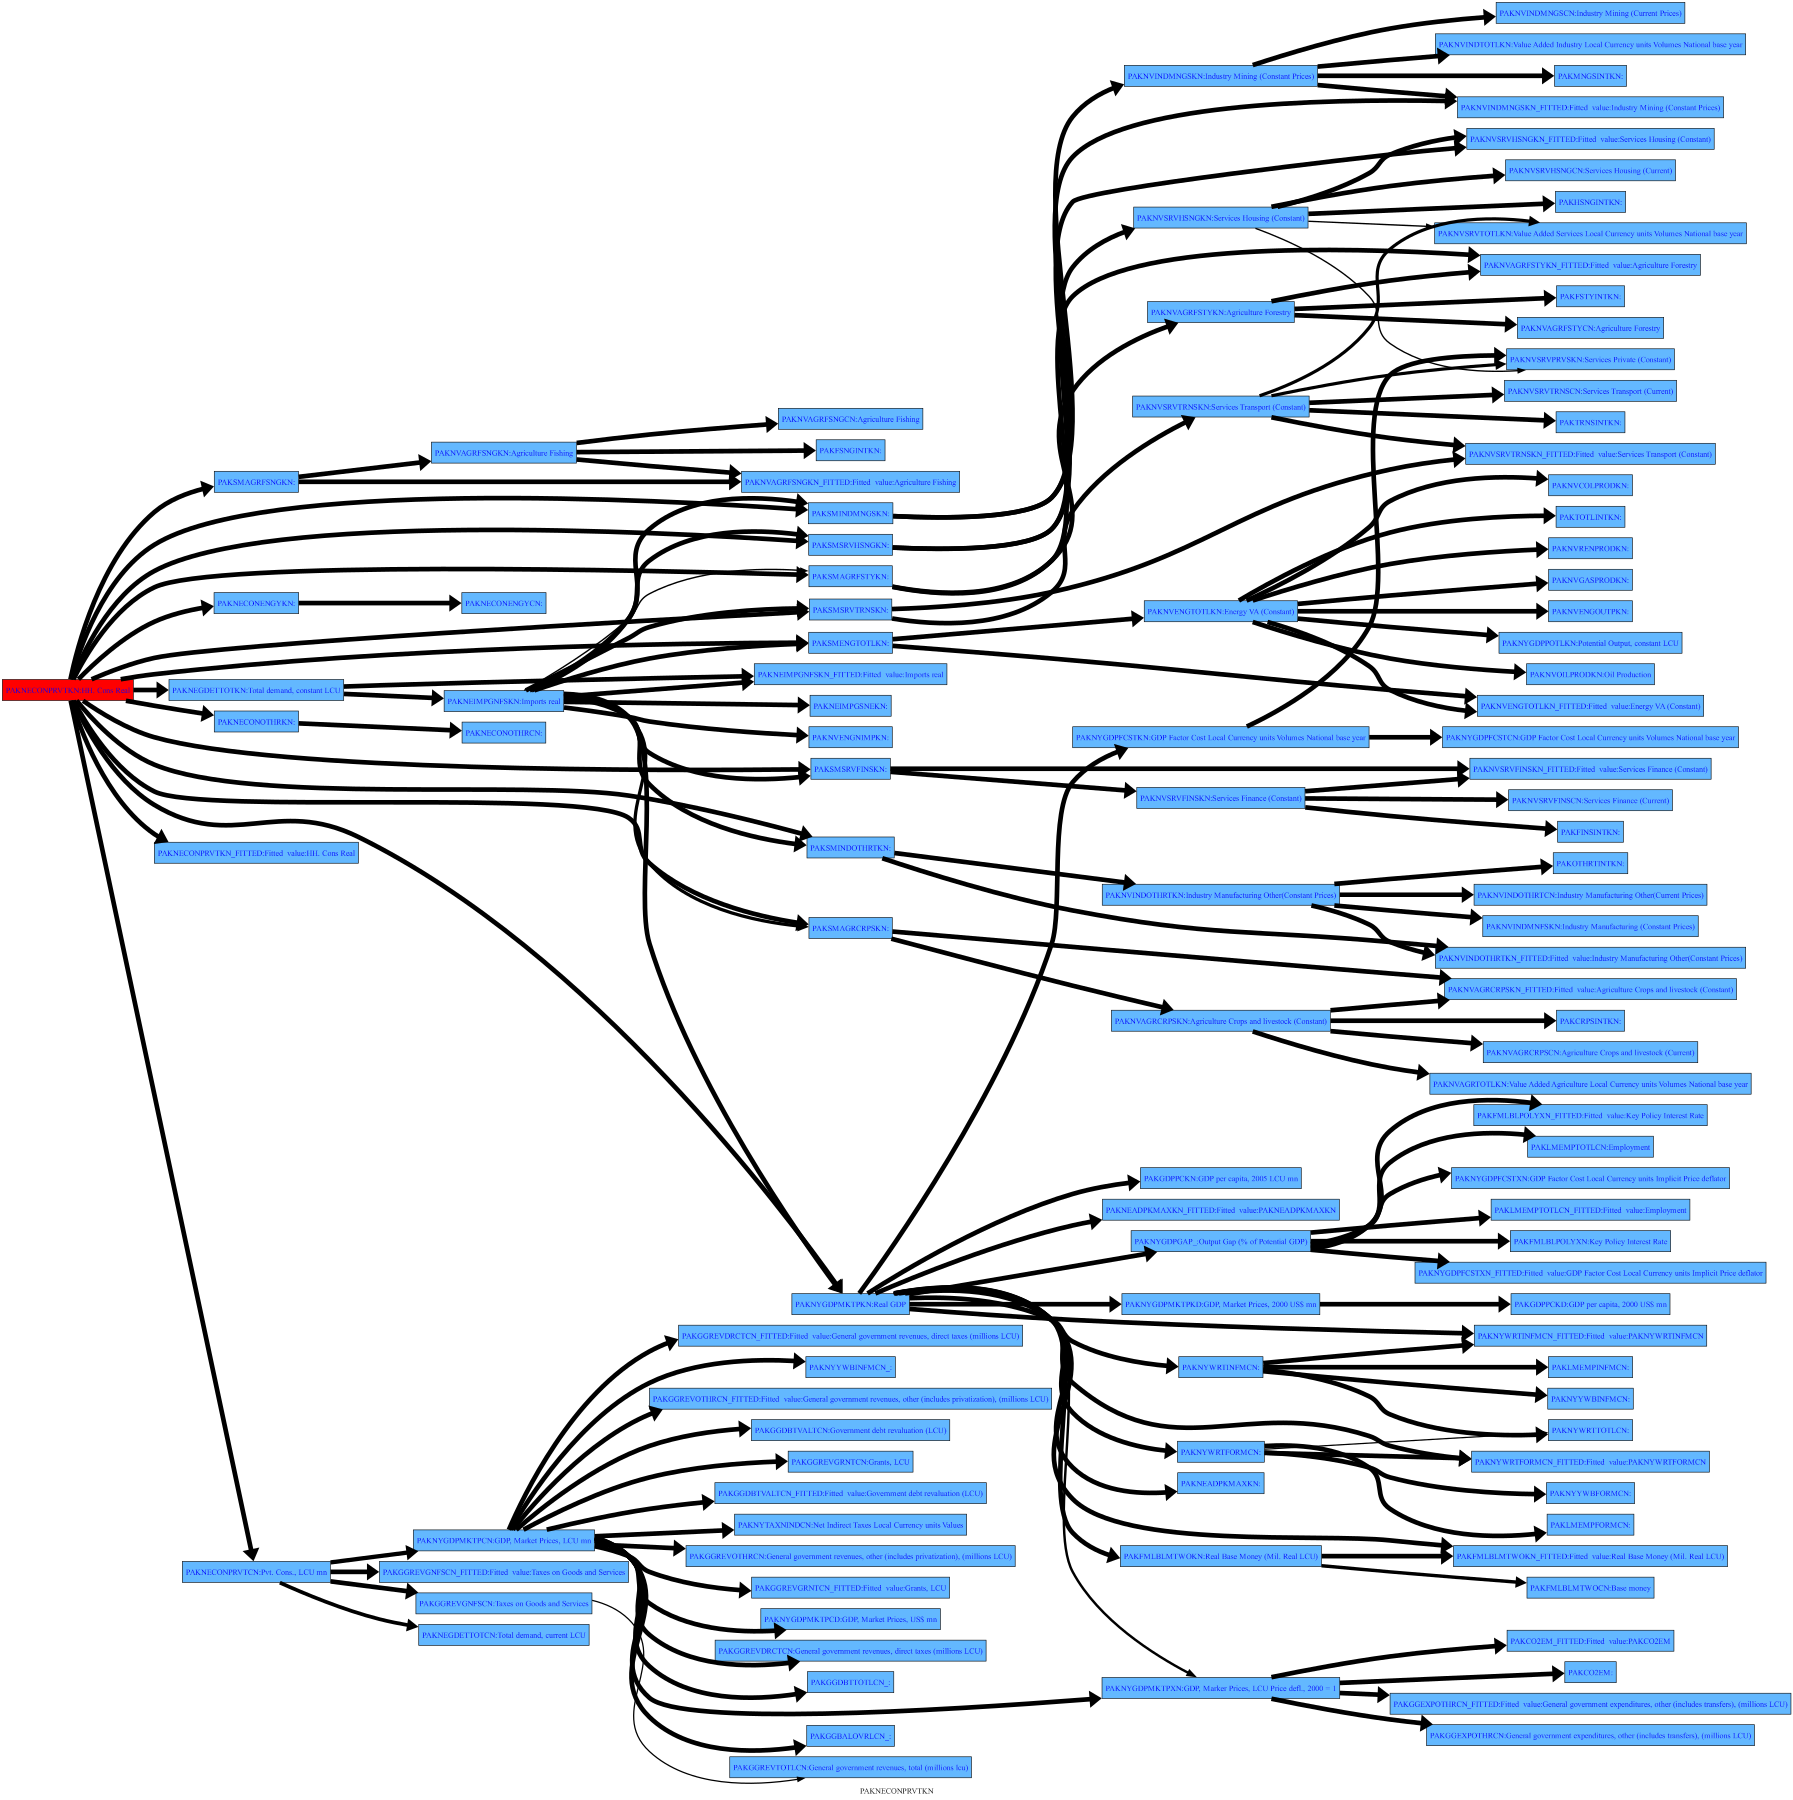 PAKNVINDMNGSCN:Industry Mining (Current Prices)
PAKNVINDTOTLKN:Value Added Industry Local Currency units Volumes National base year
PAKNVINDMNGSKN:Industry Mining (Constant Prices)
PAKMNGSINTKN:
PAKNVINDMNGSKN_FITTED:Fitted value:Industry Mining (Constant Prices)
PAKNVSRVHSNGKN_FITTED:Fitted value:Services Housing (Constant)
PAKNVSRVHSNGCN:Services Housing (Current)
PAKHSNGINTKN:
PAKNVSRVHSNGKN:Services Housing (Constant)
PAKNVSRVTOTLKN:Value Added Services Local Currency units Volumes National base year
PAKNVAGRFSTYKN_FITTED:Fitted value:Agriculture Forestry
PAKFSTYINTKN:
PAKNVAGRFSTYKN:Agriculture Forestry
PAKNVAGRFSTYCN:Agriculture Forestry
PAKNVSRVPRVSKN:Services Private (Constant)
PAKNVSRVTRNSCN:Services Transport (Current)
PAKNVSRVTRNSKN:Services Transport (Constant)
PAKNVAGRFSNGCN:Agriculture Fishing
PAKTRNSINTKN:
PAKFSNGINTKN:
PAKNVAGRFSNGKN:Agriculture Fishing
PAKNVSRVTRNSKN_FITTED:Fitted value:Services Transport (Constant)
PAKSMAGRFSNGKN:
PAKNVAGRFSNGKN_FITTED:Fitted value:Agriculture Fishing
PAKNVCOLPRODKN:
PAKSMINDMNGSKN:
PAKTOTLINTKN:
PAKSMSRVHSNGKN:
PAKNVRENPRODKN:
PAKSMAGRFSTYKN:
PAKNVGASPRODKN:
PAKNECONENGYKN:
PAKNECONENGYCN:
PAKSMSRVTRNSKN:
PAKNVENGTOTLKN:Energy VA (Constant)
PAKNVENGOUTPKN:
PAKSMENGTOTLKN:
PAKNYGDPPOTLKN:Potential Output, constant LCU
PAKNEIMPGNFSKN_FITTED:Fitted value:Imports real
PAKNVOILPRODKN:Oil Production
PAKNECONPRVTKN:HH. Cons Real
PAKNEGDETTOTKN:Total demand, constant LCU
PAKNEIMPGNFSKN:Imports real
PAKNEIMPGSNEKN:
PAKNVENGTOTLKN_FITTED:Fitted value:Energy VA (Constant)
PAKNECONOTHRKN:
PAKNECONOTHRCN:
PAKNVENGNIMPKN:
PAKNYGDPFCSTKN:GDP Factor Cost Local Currency units Volumes National base year
PAKNYGDPFCSTCN:GDP Factor Cost Local Currency units Volumes National base year
PAKSMSRVFINSKN:
PAKNVSRVFINSKN_FITTED:Fitted value:Services Finance (Constant)
PAKNVSRVFINSKN:Services Finance (Constant)
PAKNVSRVFINSCN:Services Finance (Current)
PAKFINSINTKN:
PAKNECONPRVTKN_FITTED:Fitted value:HH. Cons Real
PAKSMINDOTHRTKN:
PAKOTHRTINTKN:
PAKNVINDOTHRTKN:Industry Manufacturing Other(Constant Prices)
PAKNVINDOTHRTCN:Industry Manufacturing Other(Current Prices)
PAKSMAGRCRPSKN:
PAKNVINDMNFSKN:Industry Manufacturing (Constant Prices)
PAKNVINDOTHRTKN_FITTED:Fitted value:Industry Manufacturing Other(Constant Prices)
PAKNVAGRCRPSKN_FITTED:Fitted value:Agriculture Crops and livestock (Constant)
PAKNVAGRCRPSKN:Agriculture Crops and livestock (Constant)
PAKCRPSINTKN:
PAKNVAGRCRPSCN:Agriculture Crops and livestock (Current)
PAKNVAGRTOTLKN:Value Added Agriculture Local Currency units Volumes National base year
PAKFMLBLPOLYXN_FITTED:Fitted value:Key Policy Interest Rate
PAKLMEMPTOTLCN:Employment
PAKGDPPCKN:GDP per capita, 2005 LCU mn
PAKNYGDPFCSTXN:GDP Factor Cost Local Currency units Implicit Price deflator
PAKNEADPKMAXKN_FITTED:Fitted value:PAKNEADPKMAXKN
PAKLMEMPTOTLCN_FITTED:Fitted value:Employment
PAKNYGDPGAP_:Output Gap (% of Potential GDP)
PAKFMLBLPOLYXN:Key Policy Interest Rate
PAKNYGDPFCSTXN_FITTED:Fitted value:GDP Factor Cost Local Currency units Implicit Price deflator
PAKNYGDPMKTPKN:Real GDP
PAKNYGDPMKTPKD:GDP, Market Prices, 2000 US$ mn
PAKGDPPCKD:GDP per capita, 2000 US$ mn
PAKGGREVDRCTCN_FITTED:Fitted value:General government revenues, direct taxes (millions LCU)
PAKNYWRTINFMCN_FITTED:Fitted value:PAKNYWRTINFMCN
PAKNYYWBINFMCN_:
PAKNYWRTINFMCN:
PAKLMEMPINFMCN:
PAKGGREVOTHRCN_FITTED:Fitted value:General government revenues, other (includes privatization), (millions LCU)
PAKNYYWBINFMCN:
PAKGGDBTVALTCN:Government debt revaluation (LCU)
PAKNYWRTTOTLCN:
PAKNYWRTFORMCN:
PAKGGREVGRNTCN:Grants, LCU
PAKNYWRTFORMCN_FITTED:Fitted value:PAKNYWRTFORMCN
PAKNEADPKMAXKN:
PAKGGDBTVALTCN_FITTED:Fitted value:Government debt revaluation (LCU)
PAKNYYWBFORMCN:
PAKNYTAXNINDCN:Net Indirect Taxes Local Currency units Values
PAKLMEMPFORMCN:
PAKNYGDPMKTPCN:GDP, Market Prices, LCU mn
PAKGGREVOTHRCN:General government revenues, other (includes privatization), (millions LCU)
PAKFMLBLMTWOKN:Real Base Money (Mil. Real LCU)
PAKFMLBLMTWOKN_FITTED:Fitted value:Real Base Money (Mil. Real LCU)
PAKNECONPRVTCN:Pvt. Cons., LCU mn
PAKGGREVGNFSCN_FITTED:Fitted value:Taxes on Goods and Services
PAKGGREVGRNTCN_FITTED:Fitted value:Grants, LCU
PAKFMLBLMTWOCN:Base money
PAKGGREVGNFSCN:Taxes on Goods and Services
PAKNYGDPMKTPCD:GDP, Market Prices, US$ mn
PAKNEGDETTOTCN:Total demand, current LCU
PAKCO2EM_FITTED:Fitted value:PAKCO2EM
PAKGGREVDRCTCN:General government revenues, direct taxes (millions LCU)
PAKCO2EM:
PAKGGDBTTOTLCN_:
PAKNYGDPMKTPXN:GDP, Market Prices, LCU Price defl., 2000 = 1
PAKGGEXPOTHRCN_FITTED:Fitted value:General government expenditures, other (includes transfers), (millions LCU)
PAKGGBALOVRLCN_:
PAKGGEXPOTHRCN:General government expenditures, other (includes transfers), (millions LCU)
PAKGGREVTOTLCN:General government revenues, total (millions lcu)
PAKNECONPRVTKN